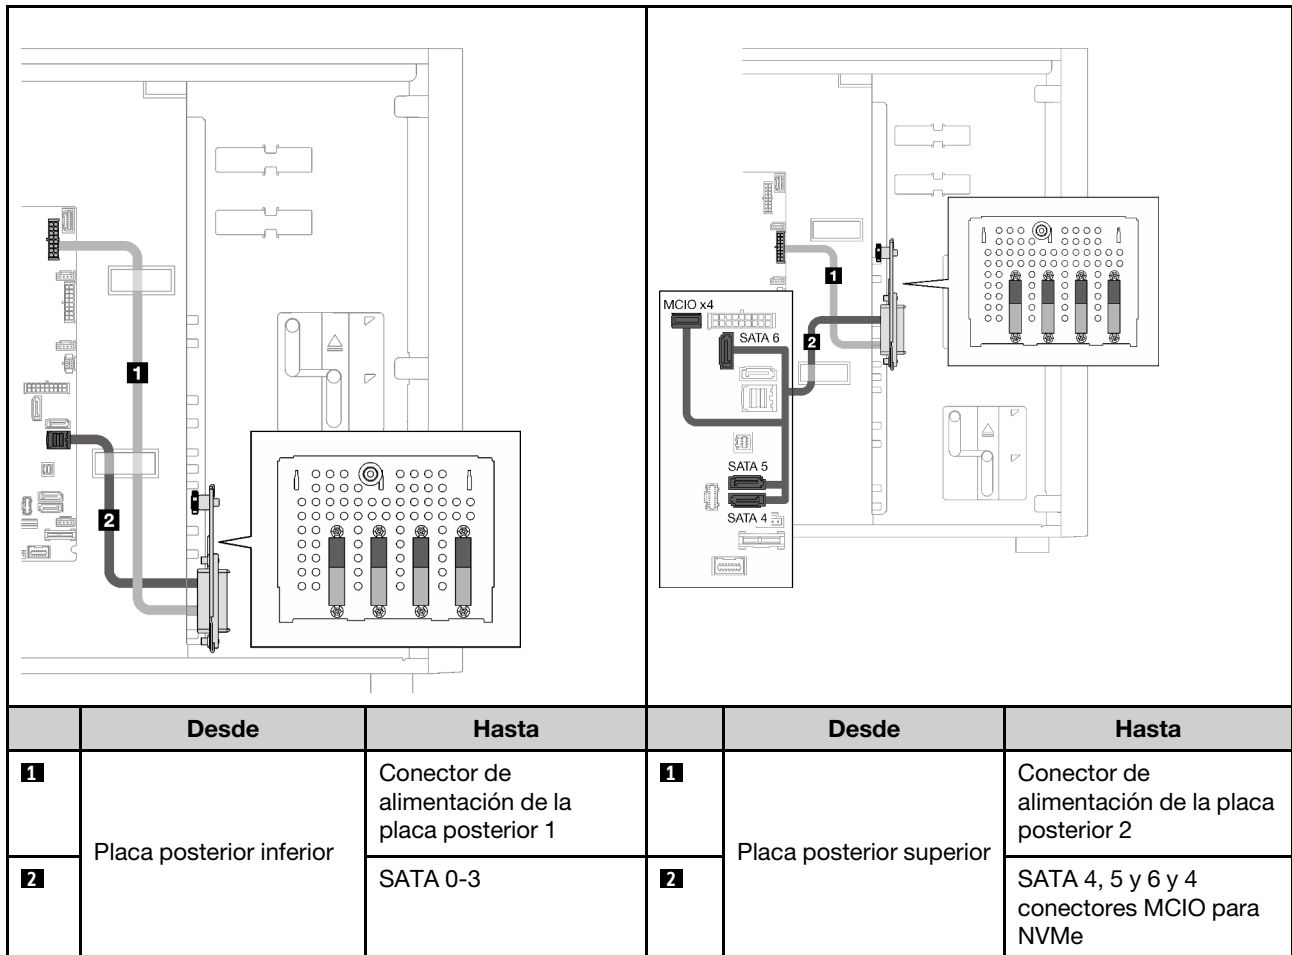 1
2
MCIO x4
SATA 6
1
2
SATA 5
SATA 4
Desde
Hasta
Desde
Hasta
1
Placa posterior inferior
Conector de
alimentación de la
placa posterior 1
1
Placa posterior superior
Conector de
alimentación de la placa
posterior 2
2
SATA 0-3
2
SATA 4, 5 y 6 y 4
conectores MCIO para
NVMe